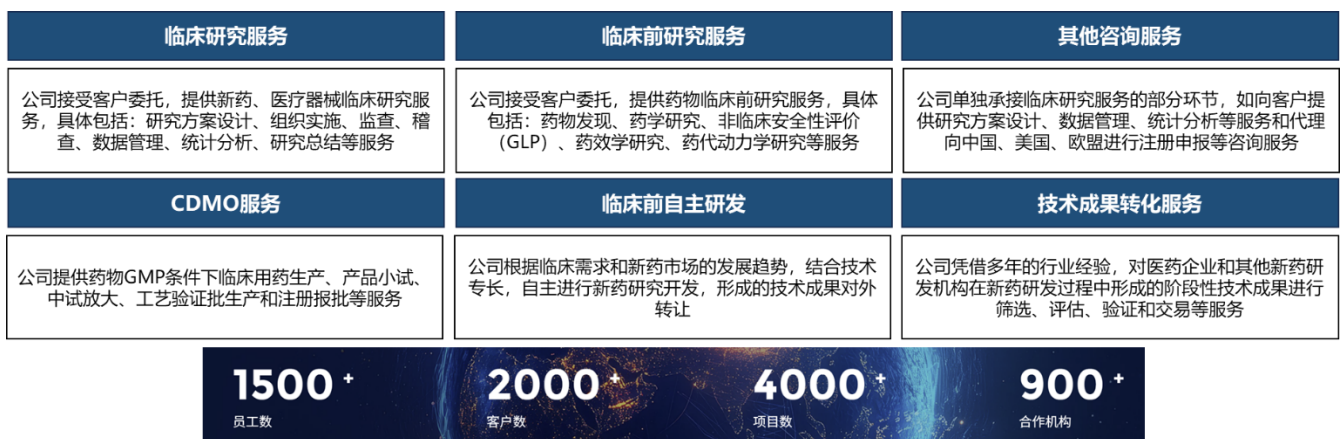 临床研究服务
公司接受客户委托，提供新药、医疗器械临床研究服
务，具体包括：研究方案设计、组织实施、监查、稽
查、数据管理、统计分析、研究总结等服务
临床前研究服务
公司接受客户委托，提供药物临床前研究服务，具体
包括：药物发现、药学研究、非临床安全性评价
（GLP）、药效学研究、药代动力学研究等服务
其他咨询服务
公司单独承接临床研究服务的部分环节，如向客户提
供研究方案设计、数据管理、统计分析等服务和代理
向中国、美国、欧盟进行注册申报等咨询服务
CDMO服务
公司提供药物GMP条件下临床用药生产、产品小试、
中试放大、工艺验证批生产和注册报批等服务
临床前自主研发
公司根据临床需求和新药市场的发展趋势，结合技术
专长，自主进行新药研究开发，形成的技术成果对外
转让
技术成果转化服务
公司凭借多年的行业经验，对医药企业和其他新药研
发机构在新药研发过程中形成的阶段性技术成果进行
筛选、评估、验证和交易等服务
1500+
员工数
2000+
客户数
4000+
项目数
900+
合作机构